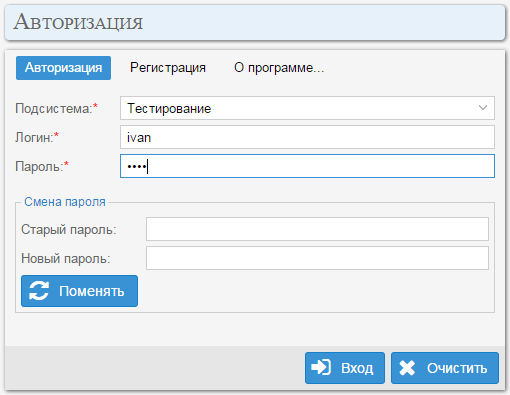 Авторизация
Авторизация Регистрация О программе...
Подсистема:* Тестирование
Логин:* ivan
Пароль:* ••••
Смена пароля
Старый пароль:
Новый пароль:
Поменять
Вход Очистить